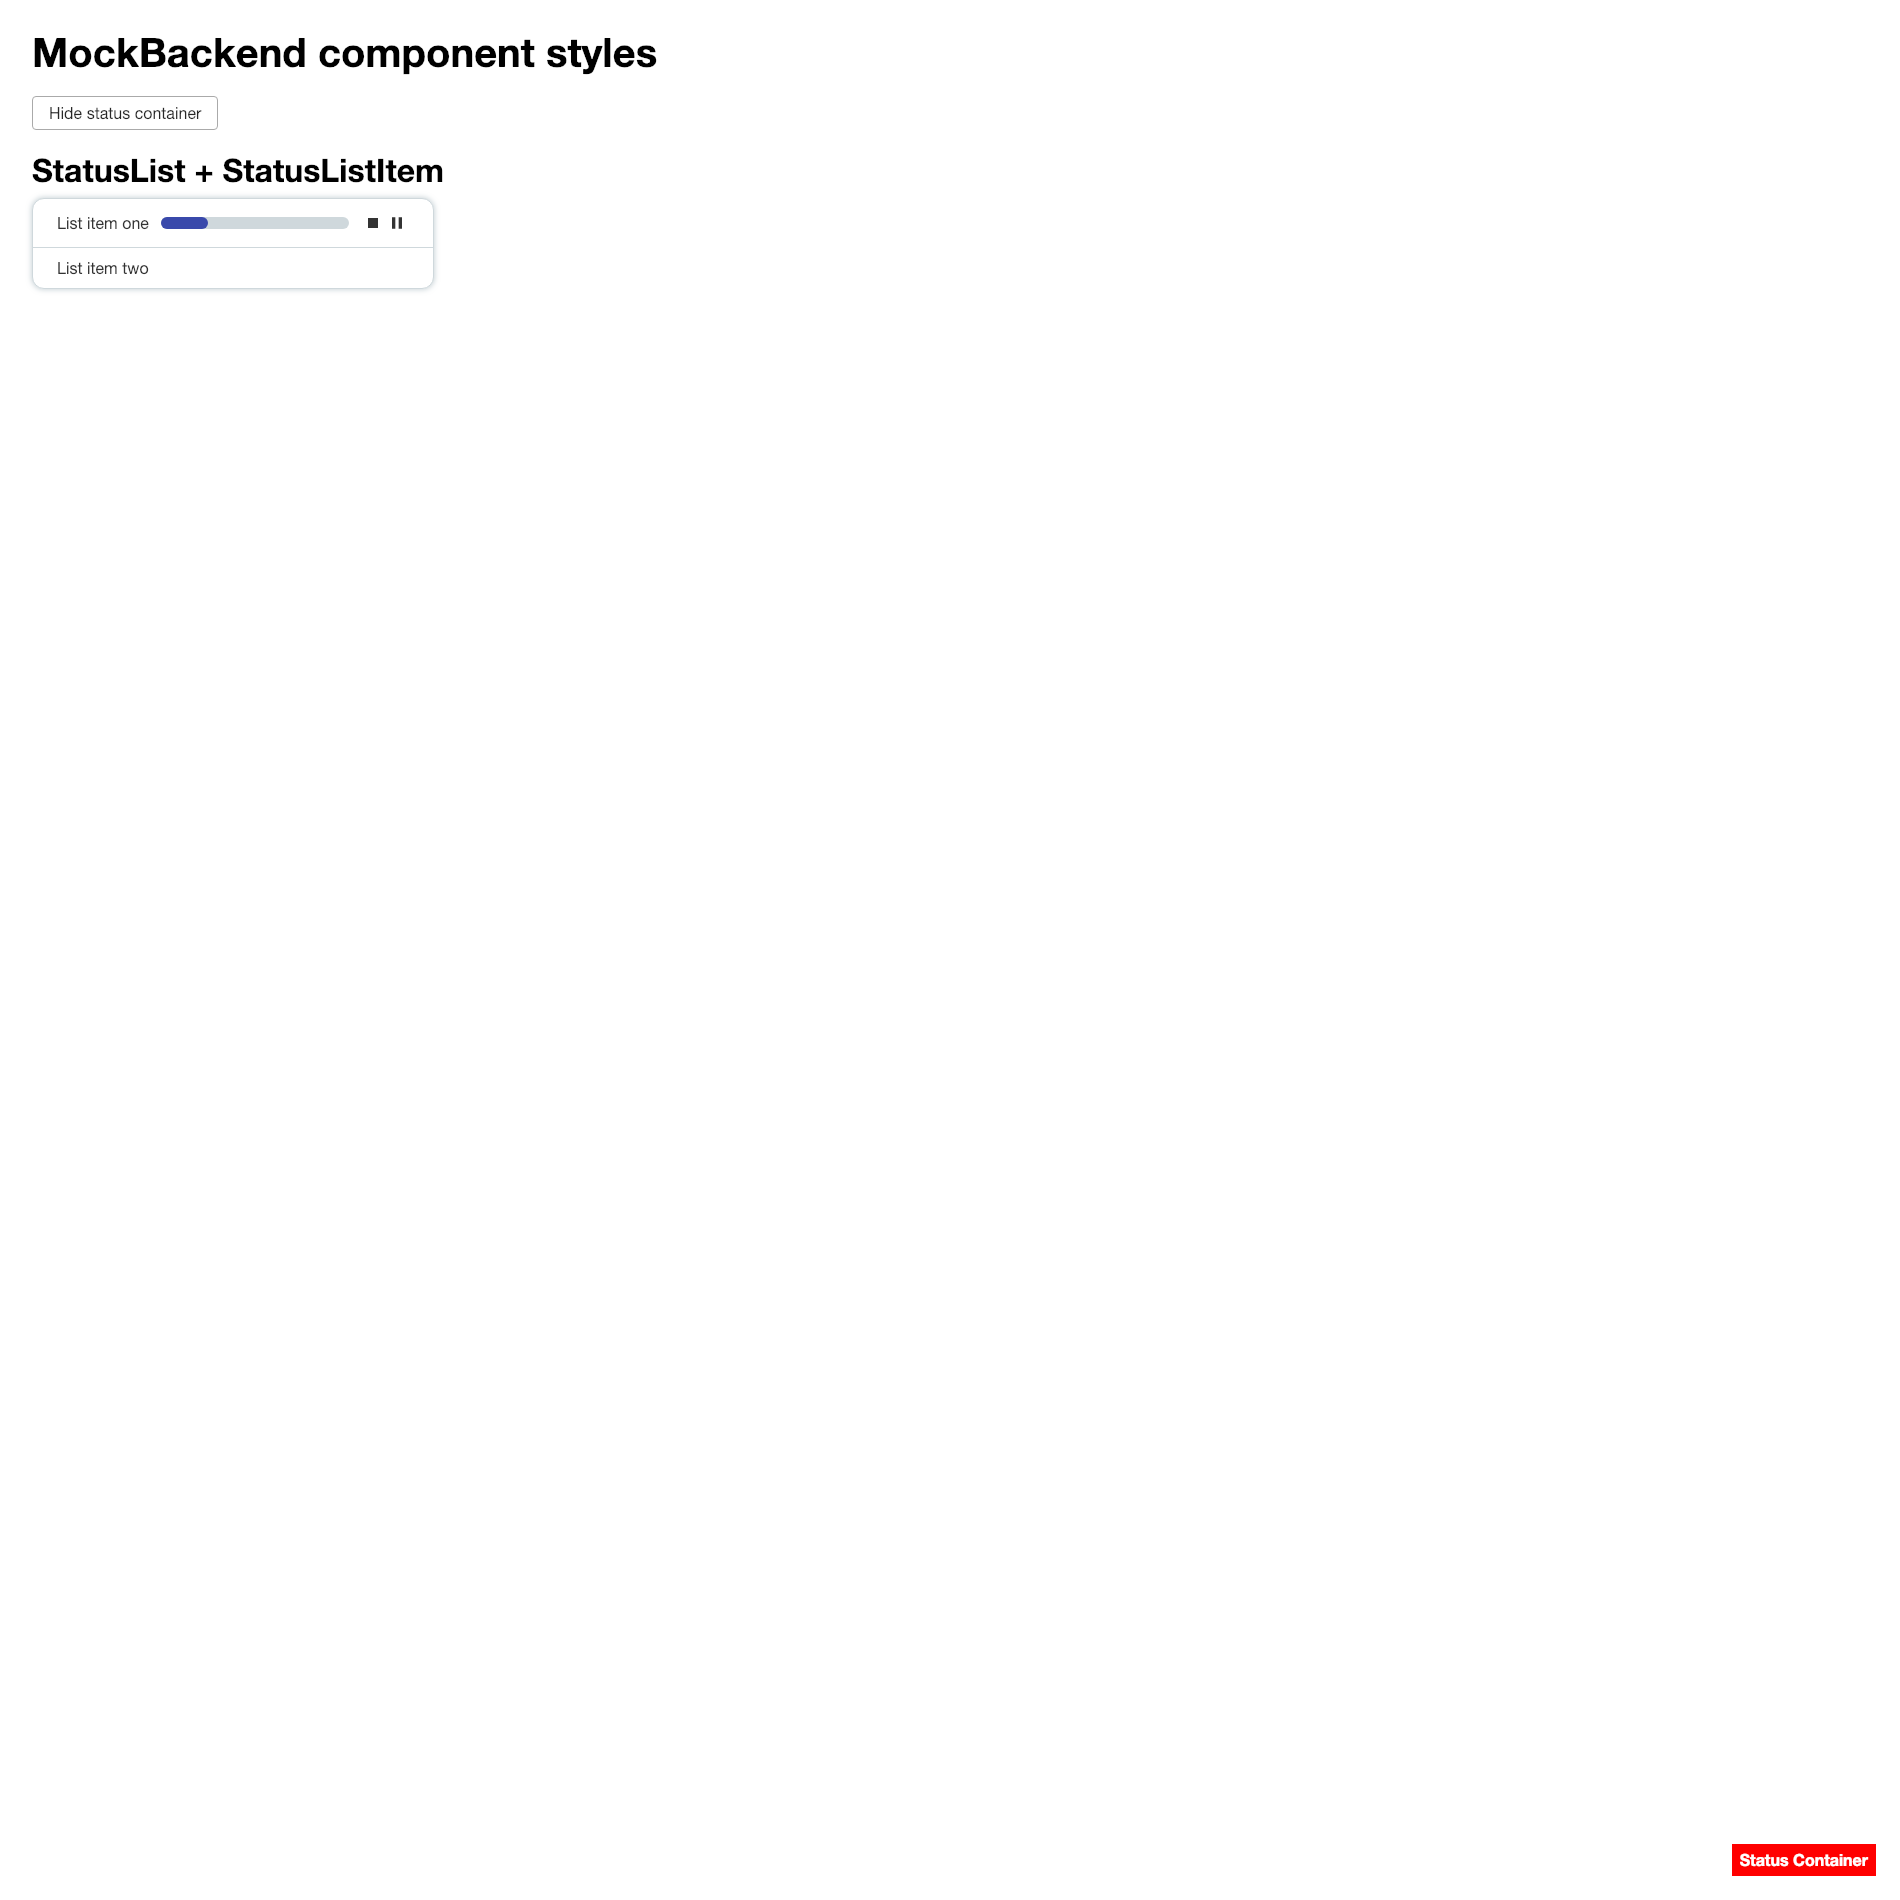 MockBackend component styles
Hide status container
StatusList + StatusListItem
List item one
List item two
Status Container